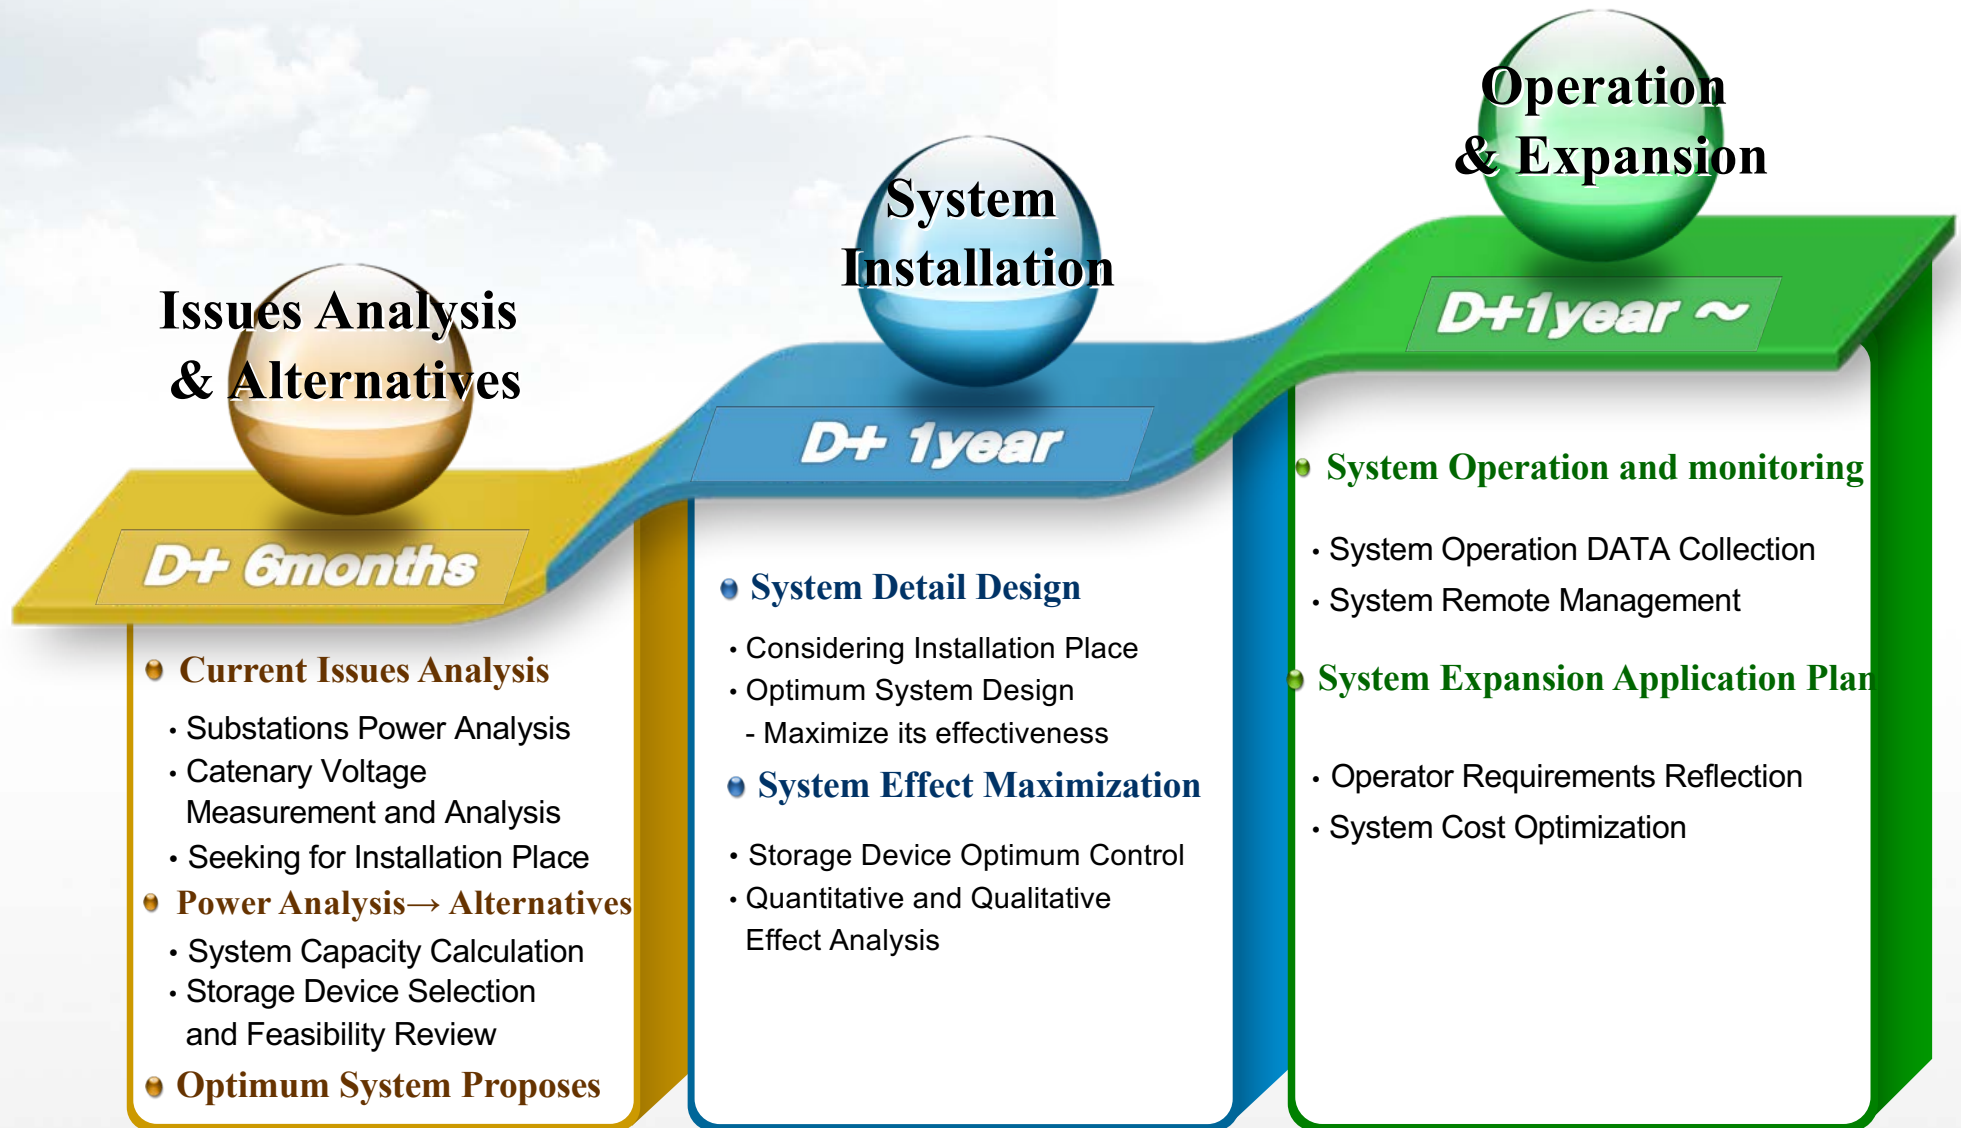 Issues Analysis
& Alternatives
D+ 6months
• Current Issues Analysis
· Substations Power Analysis
· Catenary Voltage
Measurement and Analysis
· Seeking for Installation Place
• Power Analysis→ Alternatives
· System Capacity Calculation
· Storage Device Selection
and Feasibility Review
• Optimum System Proposes
System
Installation
D+ 1year
• System Detail Design
· Considering Installation Place
· Optimum System Design
- Maximize its effectiveness
• System Effect Maximization
· Storage Device Optimum Control
· Quantitative and Qualitative
Effect Analysis
Operation
& Expansion
D+1year ~
• System Operation and monitoring
· System Operation DATA Collection
· System Remote Management
• System Expansion Application Plan
· Operator Requirements Reflection
· System Cost Optimization